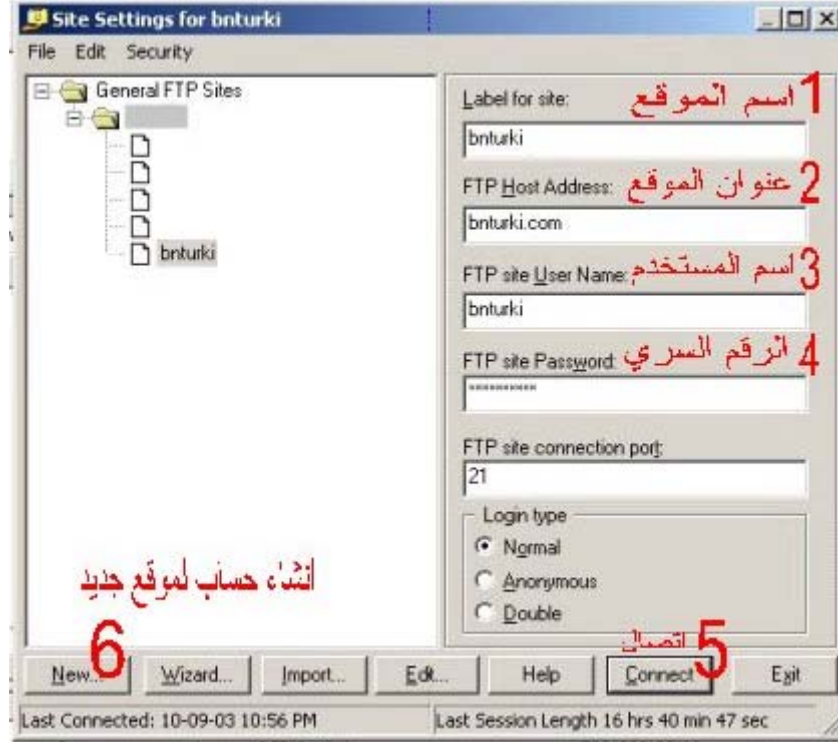 Site Settings for bnturki
File Edit Security
General FTP Sites
bnturki
Label for site: اسم الموقع 1
bnturki
FTP Host Address: عنوان الموقع 2
bnturki.com
FTP site User Name: اسم المستخدم 3
bnturki
FTP site Password: الرقم السري 4
**********
FTP site connection port:
21
Login type
Normal
Anonymous
Double
انشاء حساب لموقع جديد
6
اتصال 5
New... Wizard... Import... Edit... Help Connect Exit
Last Connected: 10-09-03 10:56 PM Last Session Length 16 hrs 40 min 47 sec